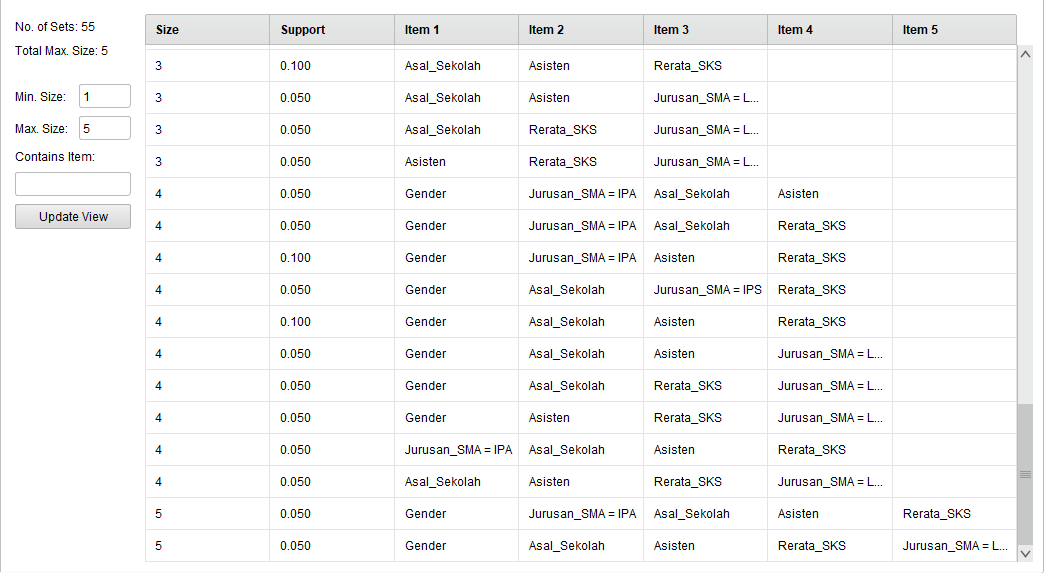 No. of Sets: 55
Total Max. Size: 5
Min. Size: 1
Max. Size: 5
Contains Item:
Update View
Size Support Item 1 Item 2 Item 3 Item 4 Item 5
3 0.100 Asal_Sekolah Asisten Rerata_SKS
3 0.050 Asal_Sekolah Asisten Jurusan_SMA = L...
3 0.050 Asal_Sekolah Rerata_SKS Jurusan_SMA = L...
3 0.050 Asisten Rerata_SKS Jurusan_SMA = L...
4 0.050 Gender Jurusan_SMA = IPA Asal_Sekolah Asisten
4 0.050 Gender Jurusan_SMA = IPA Asal_Sekolah Rerata_SKS
4 0.100 Gender Jurusan_SMA = IPA Asisten Rerata_SKS
4 0.050 Gender Asal_Sekolah Jurusan_SMA = IPS Rerata_SKS
4 0.100 Gender Asal_Sekolah Asisten Rerata_SKS
4 0.050 Gender Asal_Sekolah Asisten Jurusan_SMA = L...
4 0.050 Gender Asal_Sekolah Rerata_SKS Jurusan_SMA = L...
4 0.050 Gender Asisten Rerata_SKS Jurusan_SMA = L...
4 0.050 Jurusan_SMA = IPA Asal_Sekolah Asisten Rerata_SKS
4 0.050 Asal_Sekolah Asisten Rerata_SKS Jurusan_SMA = L...
5 0.050 Gender Jurusan_SMA = IPA Asal_Sekolah Asisten Rerata_SKS
5 0.050 Gender Asal_Sekolah Asisten Rerata_SKS Jurusan_SMA = L...